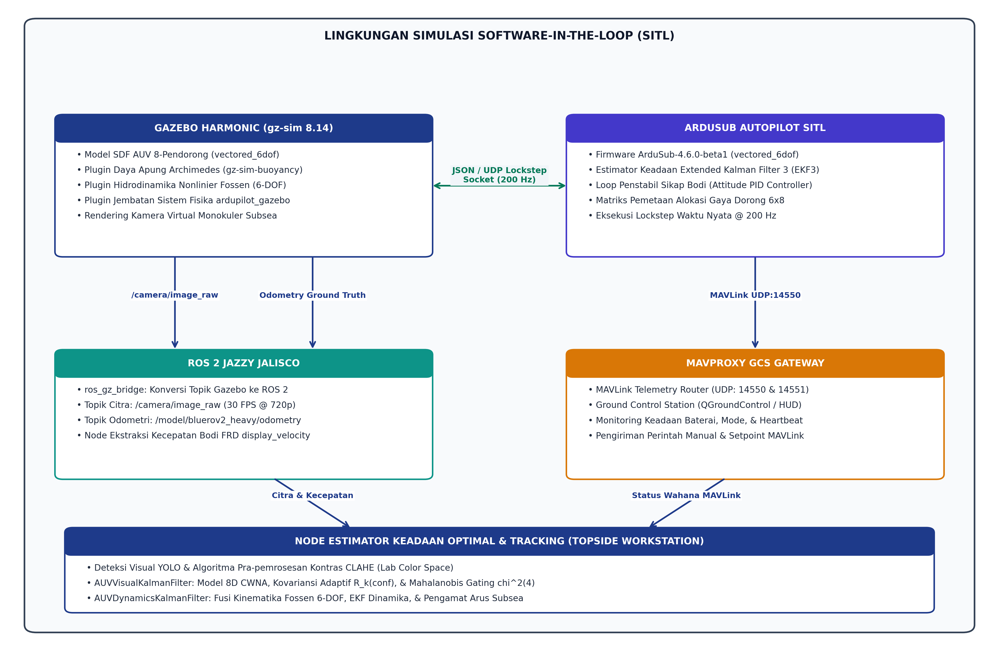 LINGKUNGAN SIMULASI SOFTWARE-IN-THE-LOOP (SITL)
GAZEBO HARMONIC (gz-sim 8.14)
• Model SDF AUV 8-Pendorong (vectored_6dof)
• Plugin Daya Apung Archimedes (gz-sim-buoyancy)
• Plugin Hidrodinamika Nonlinier Fossen (6-DOF)
• Plugin Jembatan Sistem Fisika ardupilot_gazebo
• Rendering Kamera Virtual Monokuler Subsea
JSON / UDP Lockstep
Socket (200 Hz)
ARDUSUB AUTOPILOT SITL
• Firmware ArduSub-4.6.0-beta1 (vectored_6dof)
• Estimator Keadaan Extended Kalman Filter 3 (EKF3)
• Loop Penstabil Sikap Bodi (Attitude PID Controller)
• Matriks Pemetaan Alokasi Gaya Dorong 6x8
• Eksekusi Lockstep Waktu Nyata @ 200 Hz
/camera/image_raw
Odometry Ground Truth
MAVLink UDP:14550
ROS 2 JAZZY JALISCO
• ros_gz_bridge: Konversi Topik Gazebo ke ROS 2
• Topik Citra: /camera/image_raw (30 FPS @ 720p)
• Topik Odometri: /model/bluerov2_heavy/odometry
• Node Ekstraksi Kecepatan Bodi FRD display_velocity
MAVPROXY GCS GATEWAY
• MAVLink Telemetry Router (UDP: 14550 & 14551)
• Ground Control Station (QGroundControl / HUD)
• Monitoring Keadaan Baterai, Mode, & Heartbeat
• Pengiriman Perintah Manual & Setpoint MAVLink
Citra & Kecepatan
Status Wahana MAVLink
NODE ESTIMATOR KEADAAN OPTIMAL & TRACKING (TOPSIDE WORKSTATION)
• Deteksi Visual YOLO & Algoritma Pra-pemrosesan Kontras CLAHE (Lab Color Space)
• AUVVisualKalmanFilter: Model 8D CWNA, Kovariansi Adaptif R_k(conf), & Mahalanobis Gating chi^2(4)
• AUVDynamicsKalmanFilter: Fusi Kinematika Fossen 6-DOF, EKF Dinamika, & Pengamat Arus Subsea